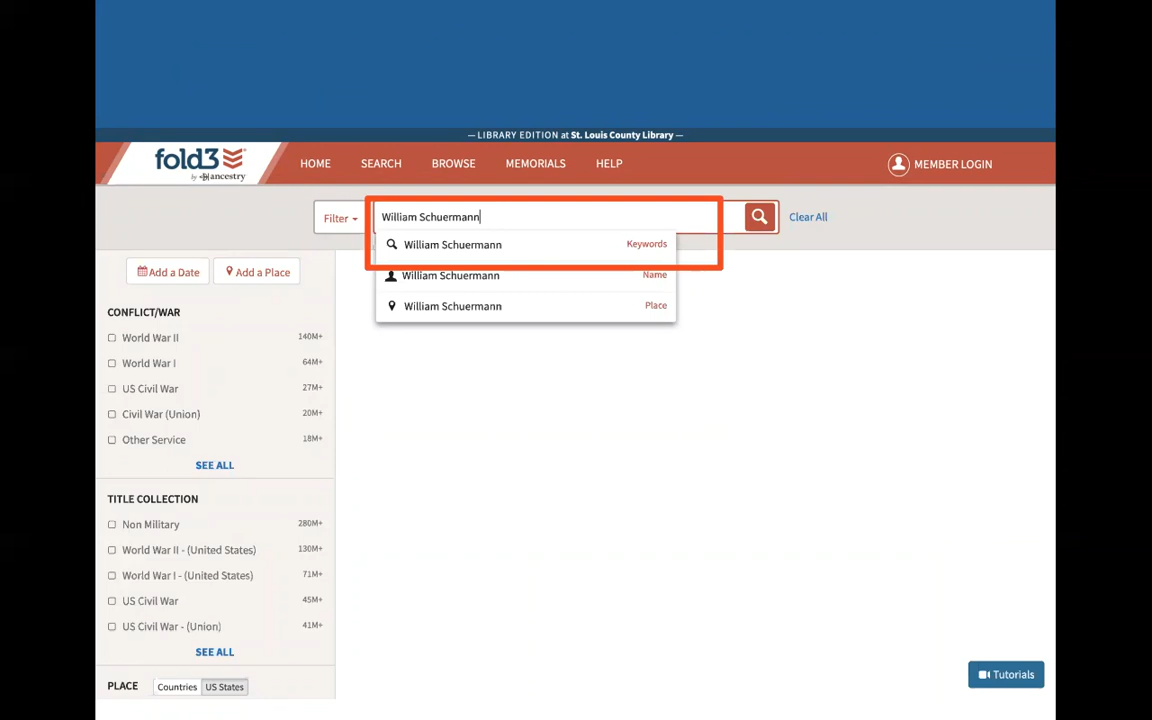 — LIBRARY EDITION at St. Louis County Library —
fold3
by ancestry
HOME SEARCH BROWSE MEMORIALS HELP MEMBER LOGIN
Filter William Schuermann Clear All
William Schuermann Keywords
William Schuermann Name
William Schuermann Place
Add a Date Add a Place
CONFLICT/WAR
World War II 140M+
World War I 64M+
US Civil War 27M+
Civil War (Union) 20M+
Other Service 18M+
SEE ALL
TITLE COLLECTION
Non Military 280M+
World War II - (United States) 130M+
World War I - (United States) 71M+
US Civil War 45M+
US Civil War - (Union) 41M+
SEE ALL
Tutorials
PLACE Countries US States